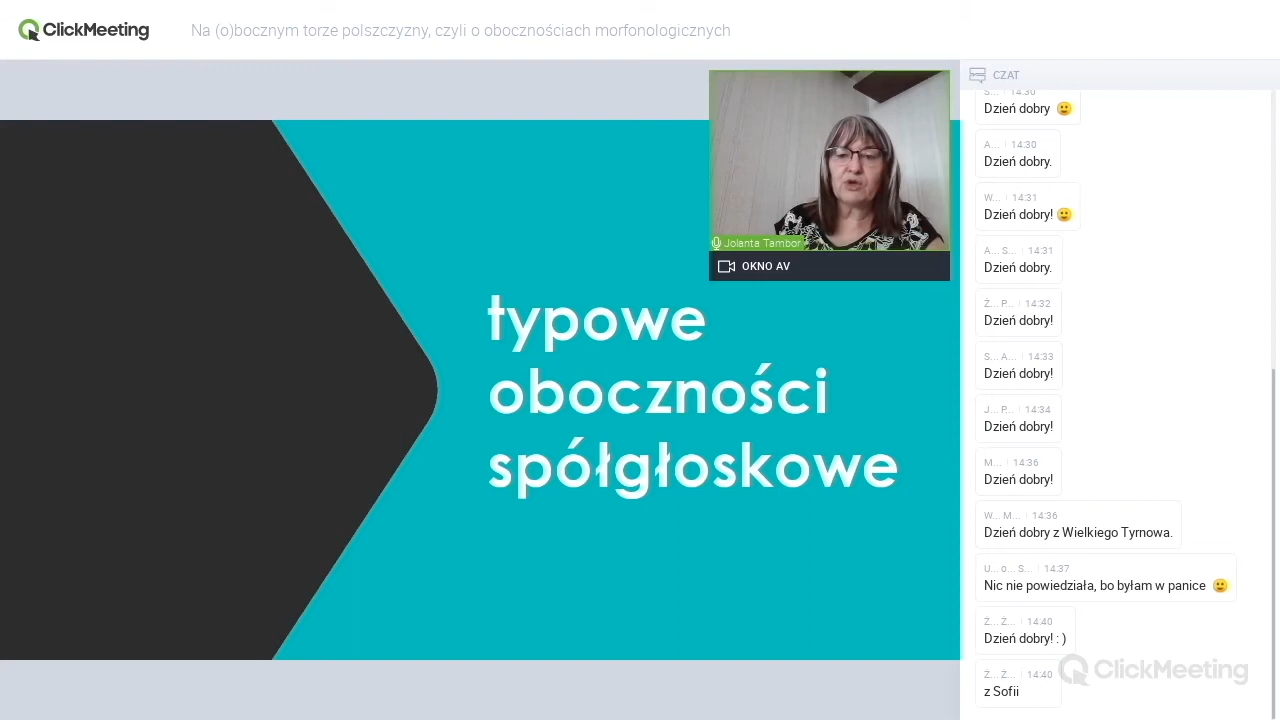 ClickMeeting
Na (o)bocznym torze polszczyzny, czyli o obocznościach morfonologicznych
Jolanta Tambor
OKNO AV
typowe
oboczności
spółgłoskowe
CZAT
S... 14:30
Dzień dobry
A... 14:30
Dzień dobry.
W... 14:31
Dzień dobry!
A... S... 14:31
Dzień dobry.
Ż... P... 14:32
Dzień dobry!
S... A... 14:33
Dzień dobry!
J... P... 14:34
Dzień dobry!
M... 14:36
Dzień dobry!
W... M... 14:36
Dzień dobry z Wielkiego Tyrnowa.
U... o... S... 14:37
Nic nie powiedziała, bo byłam w panice
Ż... Ż... 14:40
Dzień dobry! : )
Ż... Ż... 14:40
z Sofii
ClickMeeting